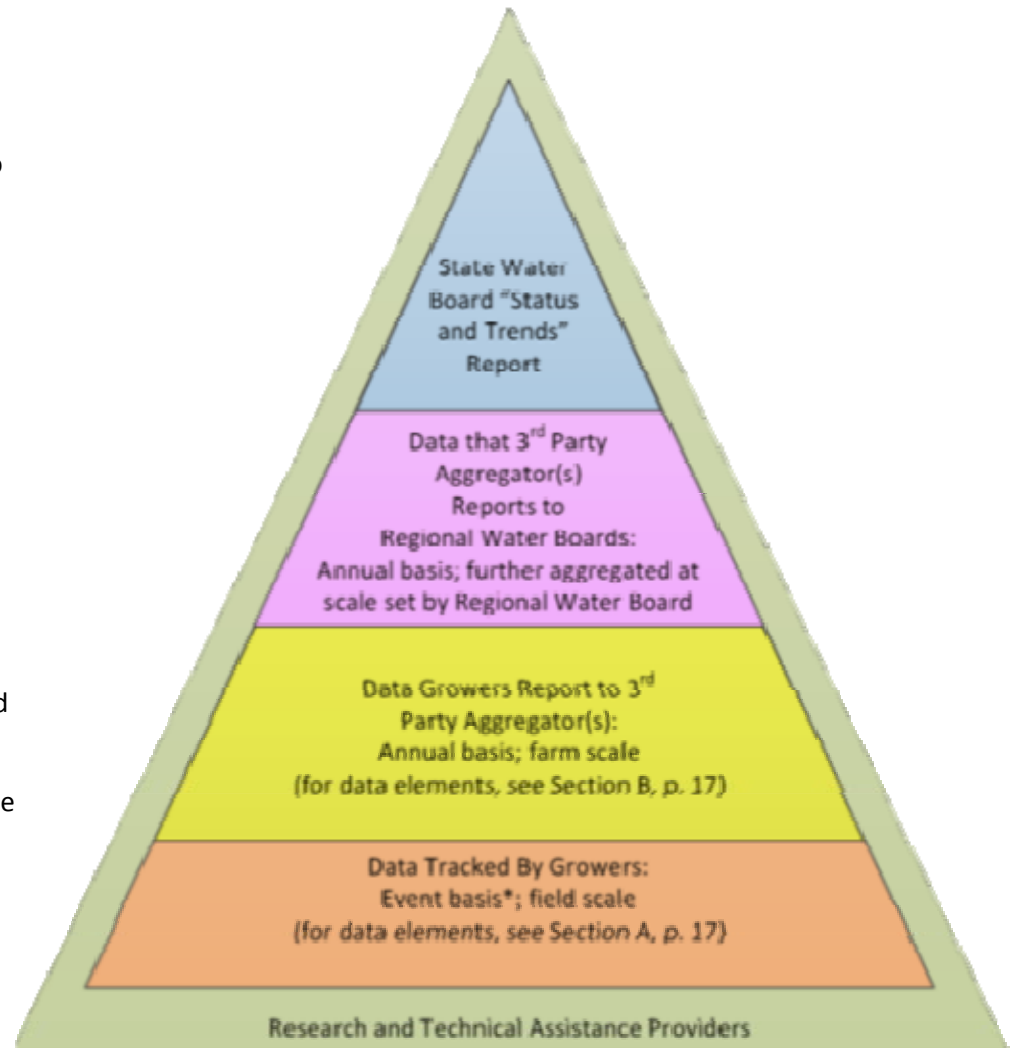 State Water
Board "Status
and Trends"
Report
Data that 3rd Party
Aggregator(s)
Reports to
Regional Water Boards:
Annual basis; further aggregated at
scale set by Regional Water Board
Data Growers Report to 3rd
Party Aggregator(s):
Annual basis; farm scale
(for data elements, see Section B, p. 17)
Data Tracked By Growers:
Event basis*; field scale
(for data elements, see Section A, p. 17)
Research and Technical Assistance Providers